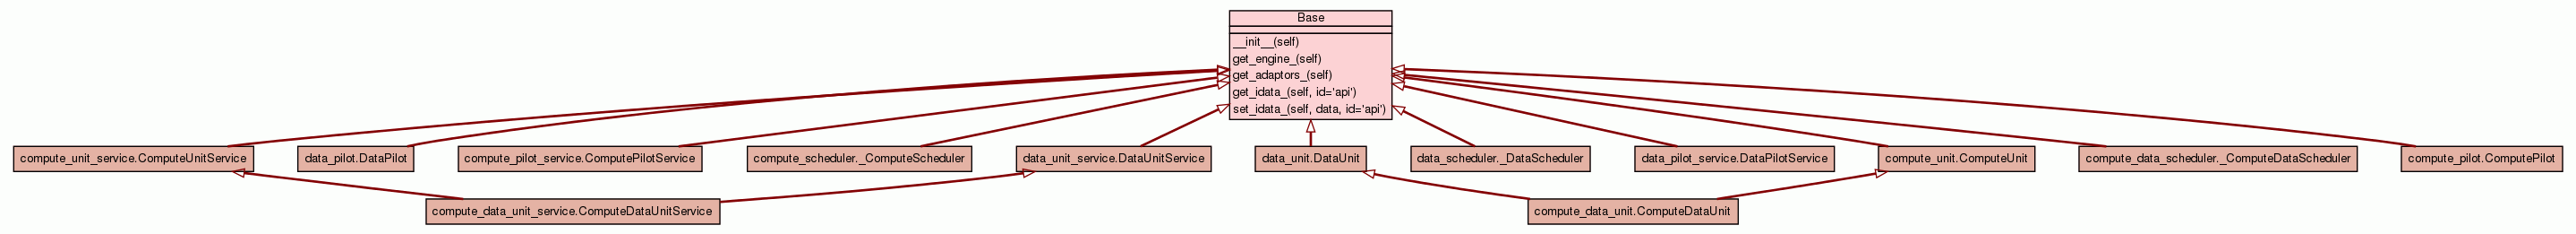 Base
__init__(self)
get_engine_(self)
get_adaptors_(self)
get_idata_(self, id='api')
set_idata_(self, data, id='api')
compute_unit_service.ComputeUnitService
data_pilot.DataPilot
compute_pilot_service.ComputePilotService
compute_scheduler._ComputeScheduler
data_unit_service.DataUnitService
data_unit.DataUnit
data_scheduler._DataScheduler
data_pilot_service.DataPilotService
compute_unit.ComputeUnit
compute_data_scheduler._ComputeDataScheduler
compute_pilot.ComputePilot
compute_data_unit_service.ComputeDataUnitService
compute_data_unit.ComputeDataUnit